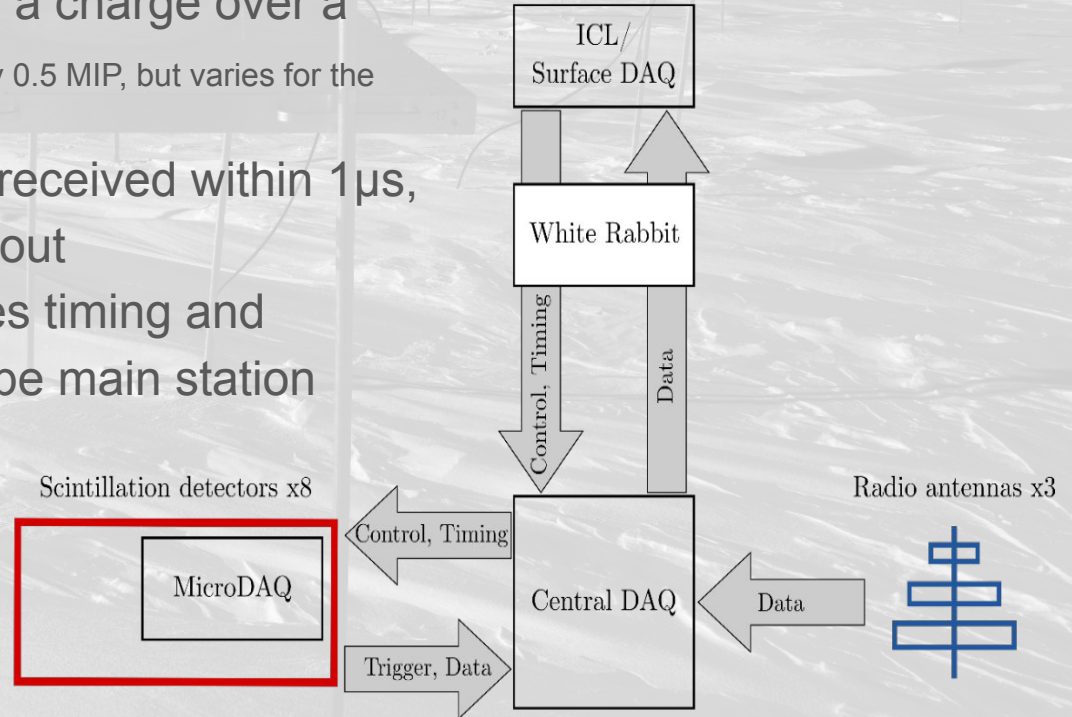 a charge over a
0.5 MIP, but varies for the
received within 1μs,
out
timing and
main station
ICL/
Surface DAQ
White Rabbit
Control, Timing
Data
Scintillation detectors x8
Radio antennas x3
Control, Timing
MicroDAQ
Central DAQ
Data
Trigger, Data